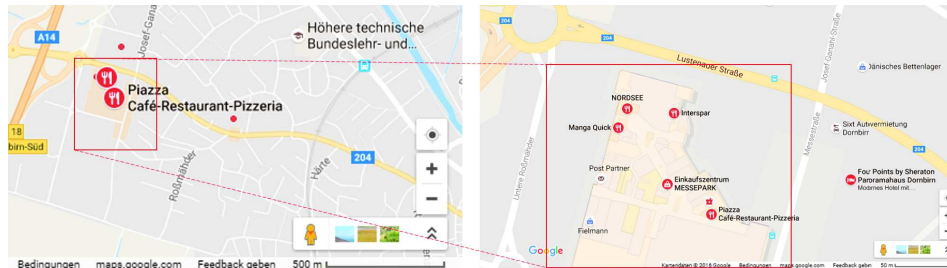 A14
Josef-Ganahl-
Höhere technische
Bundeslehr- und...
Piazza
Café-Restaurant-Pizzeria
18
birn-Süd
Roßmähder
Härte
204
Bedingungen maps.google.com Feedback geben 500 m
204
204
Lustenauer Straße
Josef-Ganahl-Straße
Dänisches Bettenlager
NORDSEE
Interspar
Manga Quick
Sixt Autvermietung
Dornbirn
Messestraße
Untere Roßmähder
Post Partner
Einkaufszentrum
MESSEPARK
Four Points by Sheraton
Panoramahaus Dornbirn
Modernes Hotel mit...
Piazza
Café-Restaurant-Pizzeria
Fielmann
Google
Kartendaten © 2016 Google Bedingungen maps.google.com Feedback geben 50 m